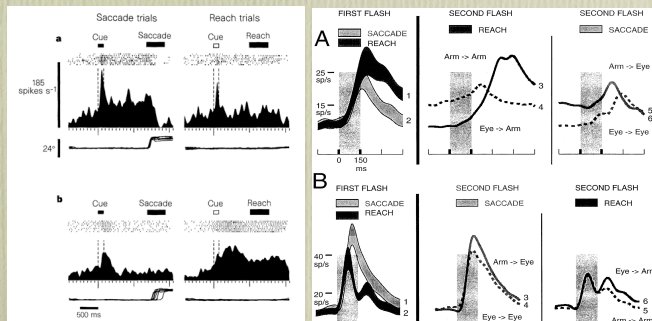 Saccade trials
Reach trials
a
Cue
Saccade
Cue
Reach
185
spikes s-1
24°
b
Cue
Saccade
Cue
Reach
500 ms
A
FIRST FLASH
SACCADE
REACH
25
sp/s
15
sp/s
1
2
0
150
ms
SECOND FLASH
REACH
Arm -> Arm
3
4
Eye -> Arm
SECOND FLASH
SACCADE
Arm -> Eye
5
6
Eye -> Eye
B
FIRST FLASH
SACCADE
REACH
40
sp/s
20
sp/s
1
2
SECOND FLASH
SACCADE
Arm -> Eye
3
4
Eye -> Eye
SECOND FLASH
REACH
Eye -> Arm
6
5
Arm -> Arm